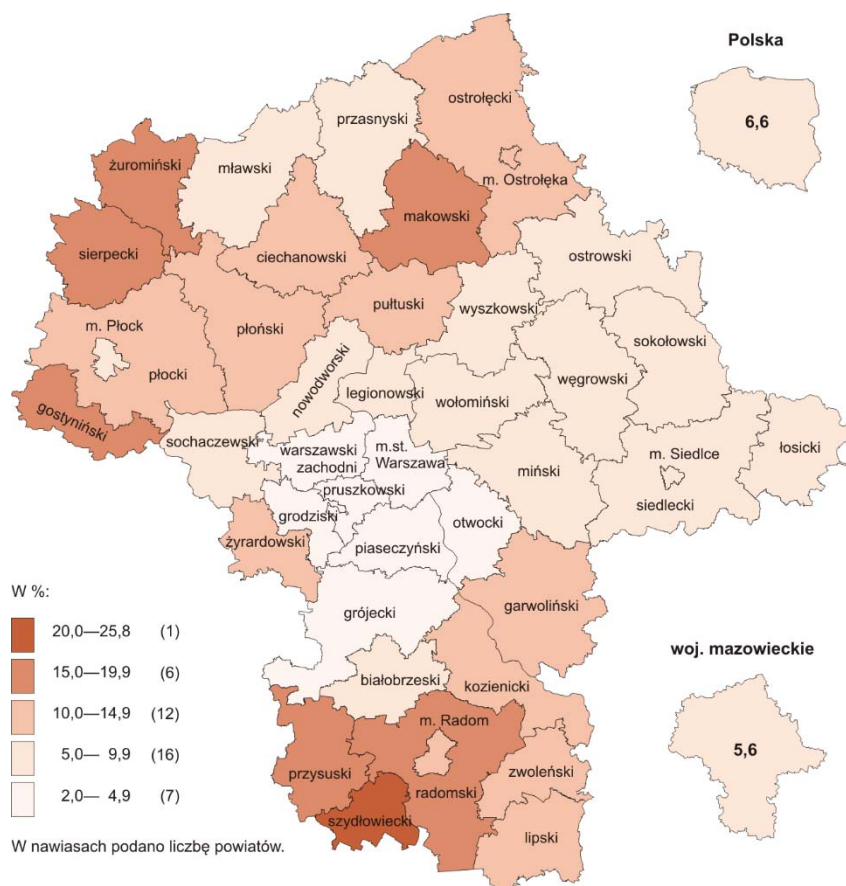 Polska
6,6
ostrołęcki
przasnyski
żuromiński
mławski
m. Ostrołęka
makowski
sierpecki
ciechanowski
ostrowski
pułtuski
wyszkowski
m. Płock
płoński
sokołowski
płocki
nowodworski
legionowski
wołomiński
węgrowski
gostyniński
sochaczewski
warszawski
zachodni
m.st.
Warszawa
miński
m. Siedlce
łosicki
pruszkowski
siedlecki
grodziski
otwocki
żyrardowski
piaseczyński
W %:
20,0—25,8 (1)
15,0—19,9 (6)
10,0—14,9 (12)
5,0— 9,9 (16)
2,0— 4,9 (7)
W nawiasach podano liczbę powiatów.
grójecki
garwoliński
białobrzeski
kozienicki
m. Radom
przysuski
zwoleński
radomski
szydłowiecki
lipski
woj. mazowieckie
5,6